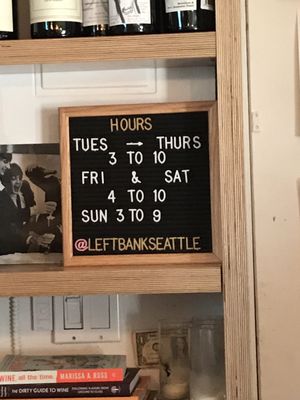 HOURS
TUES → THURS
3 TO 10
FRI & SAT
4 TO 10
SUN 3 TO 9
@LEFTBANKSEATTLE
WINE all the Time MARISSA A ROSS
THE DIRTY GUIDE TO WINE